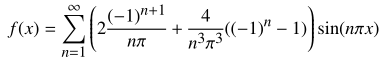 f(x) = \sum_{n=1}^{\infty} \left( 2\frac{(-1)^{n+1}}{n\pi} + \frac{4}{n^3\pi^3}((-1)^n - 1) \right) \sin(n\pi x)